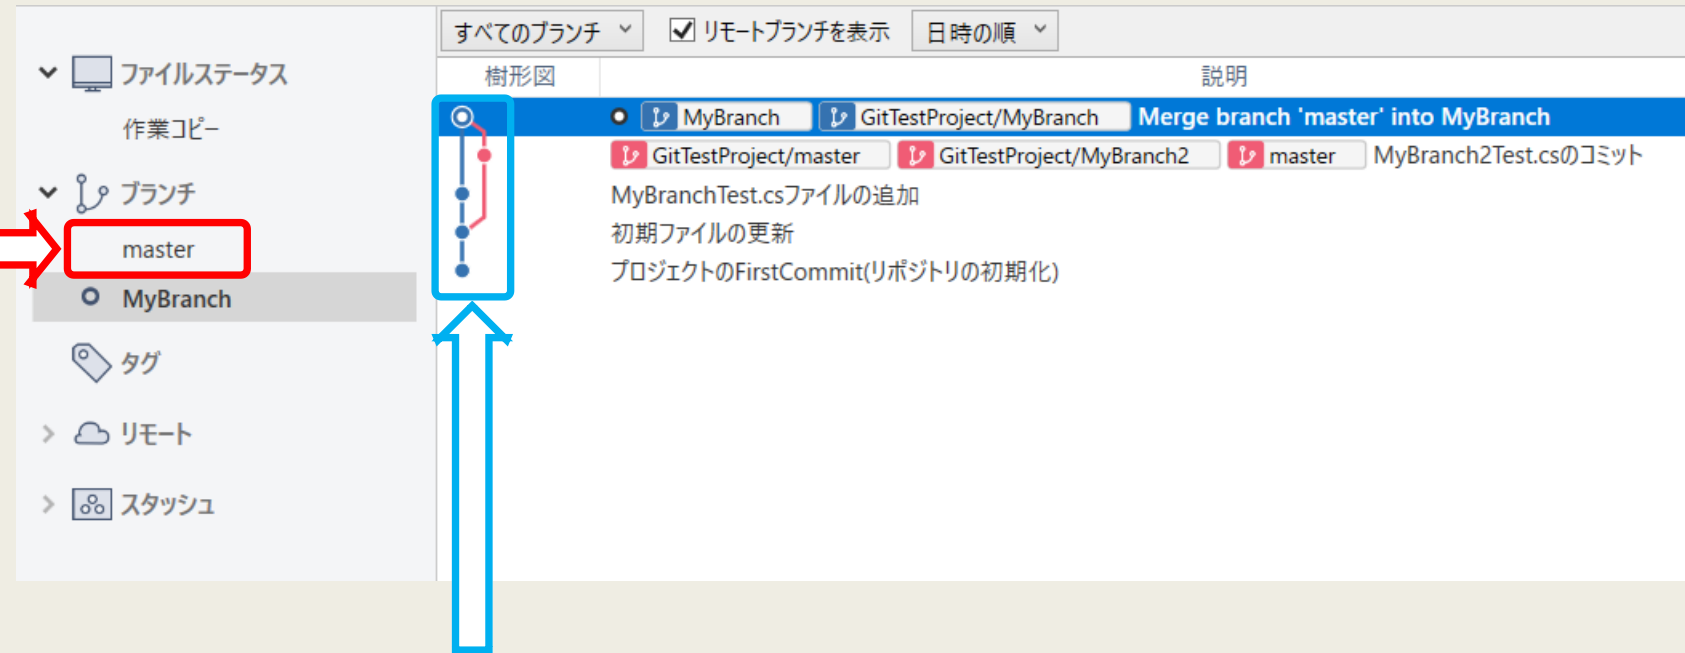 すべてのブランチ リモートブランチを表示 日時の順
ファイルステータス
作業コピー
ブランチ
master
MyBranch
タグ
リモート
スタッシュ
樹形図 説明
MyBranch GitTestProject/MyBranch Merge branch 'master' into MyBranch
GitTestProject/master GitTestProject/MyBranch2 master MyBranch2Test.csのコミット
MyBranchTest.csファイルの追加
初期ファイルの更新
プロジェクトのFirstCommit(リポジトリの初期化)